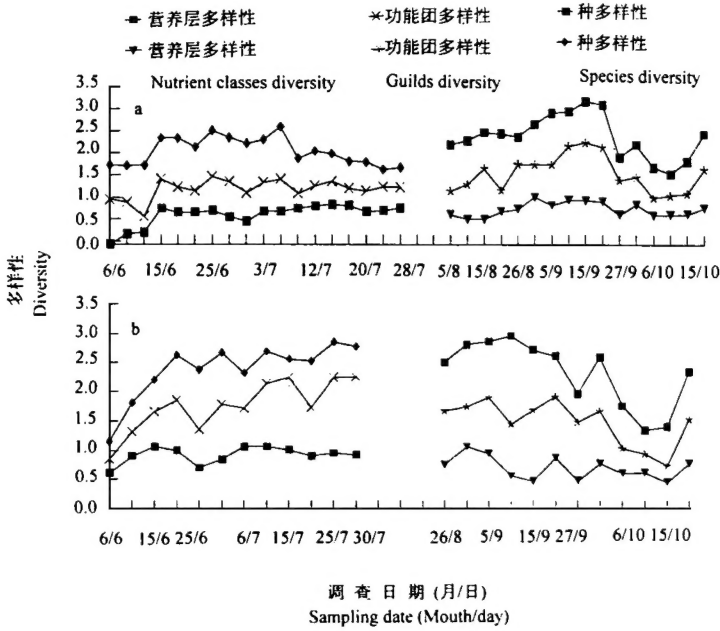 营养层多样性 功能团多样性 种多样性
营养层多样性 功能团多样性 种多样性
Nutrient classes diversity Guilds diversity Species diversity
a
3.5
3.0
2.5
2.0
1.5
1.0
0.5
0.0
6/6 15/6 25/6 3/7 12/7 20/7 28/7 5/8 15/8 26/8 5/9 15/9 27/9 6/10 15/10
多样性
Diversity
b
3.5
3.0
2.5
2.0
1.5
1.0
0.5
0.0
6/6 15/6 25/6 6/7 15/7 25/7 30/7 26/8 5/9 15/9 27/9 6/10 15/10
调查日期(月/日)
Sampling date (Mouth/day)